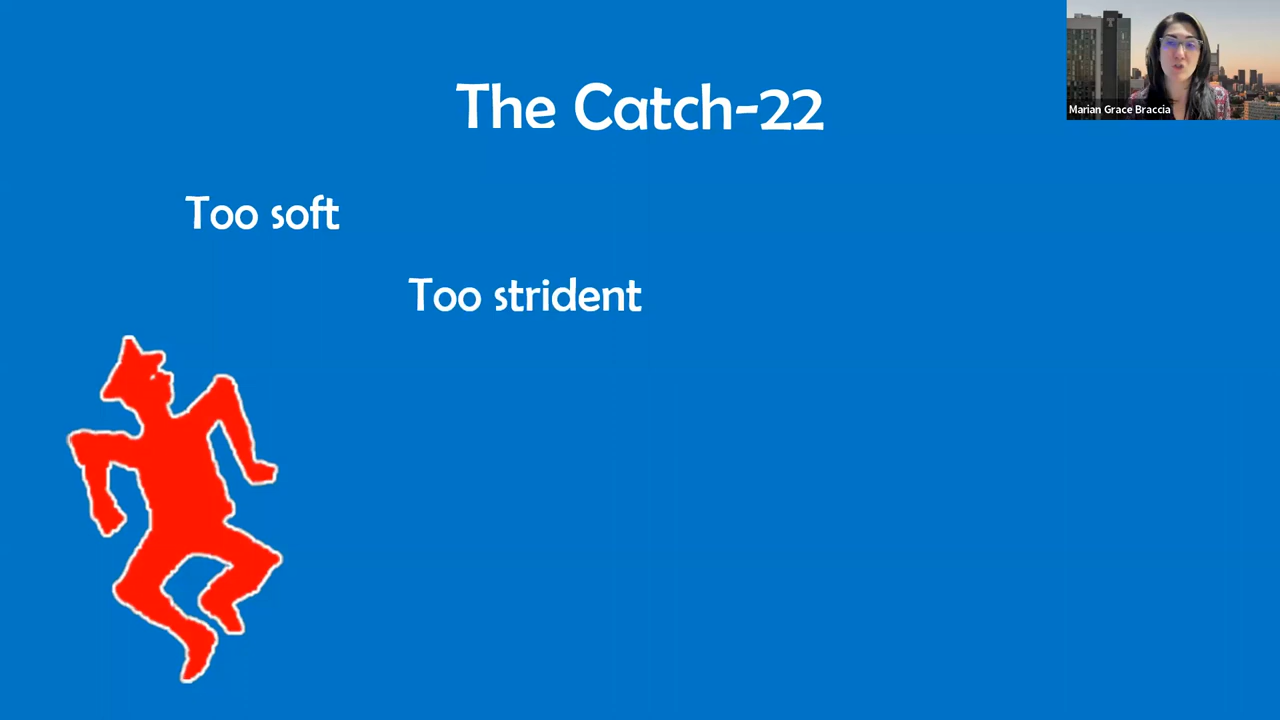 The Catch-22
Too soft
Too strident
Marian Grace Braccia
T